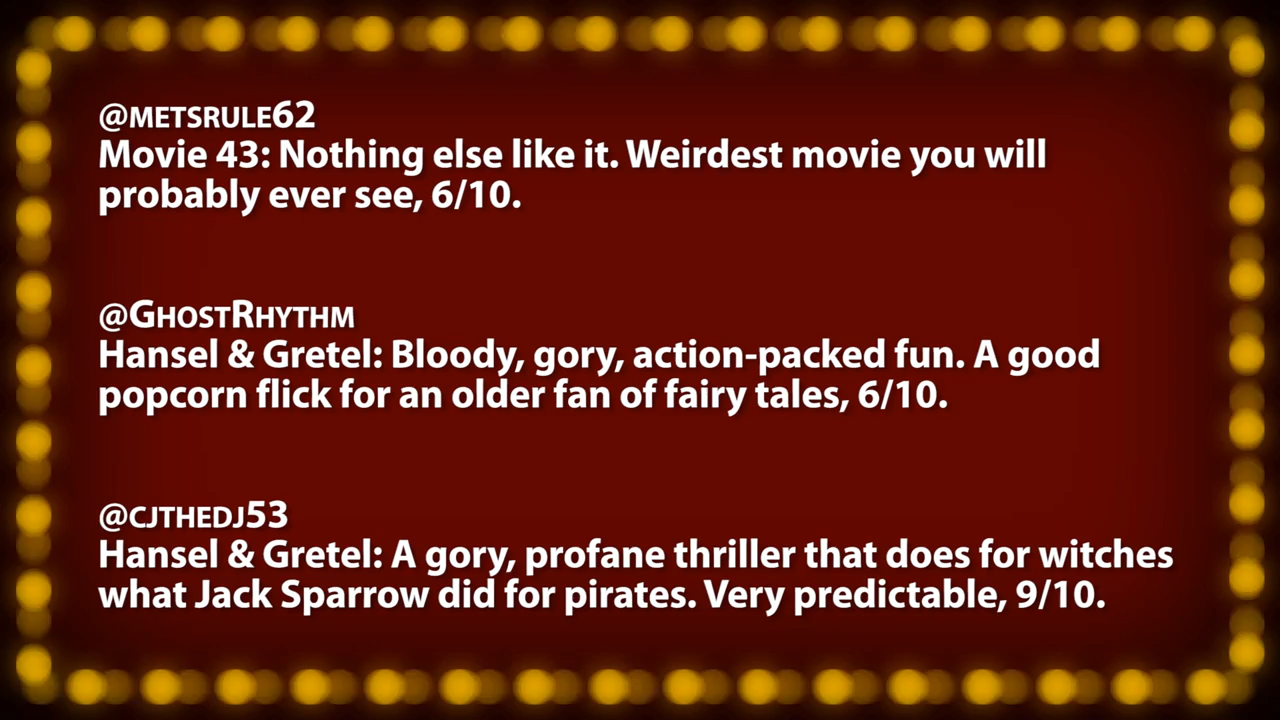 @METSRULE62
Movie 43: Nothing else like it. Weirdest movie you will
probably ever see, 6/10.
@GHOSTRHYTHM
Hansel & Gretel: Bloody, gory, action-packed fun. A good
popcorn flick for an older fan of fairy tales, 6/10.
@CJTHEDJ53
Hansel & Gretel: A gory, profane thriller that does for witches
what Jack Sparrow did for pirates. Very predictable, 9/10.